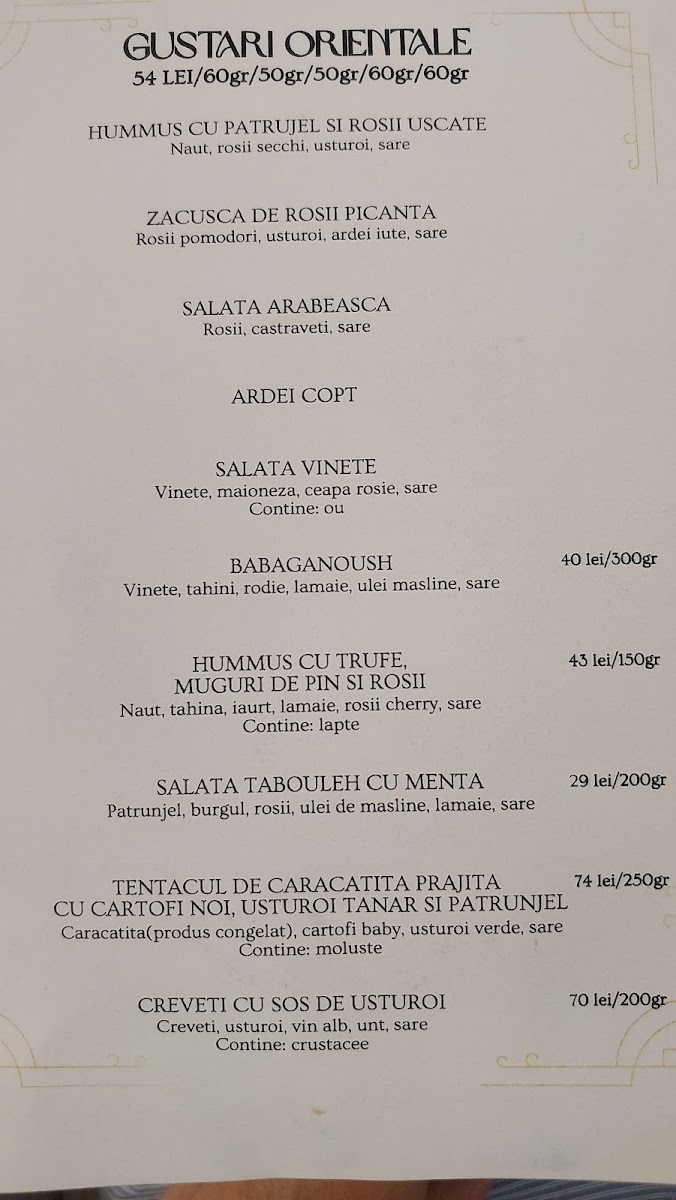 GUSTARI ORIENTALE
54 LEI/60gr/50gr/50gr/60gr/60gr
HUMMUS CU PATRUJEL SI ROSII USCATE
Naut, rosii secchi, usturoi, sare
ZACUSCA DE ROSII PICANTA
Rosii pomodori, usturoi, ardei iute, sare
SALATA ARABEASCA
Rosii, castraveti, sare
ARDEI COPT
SALATA VINETE
Vinete, maioneza, ceapa rosie, sare
Contine: ou
BABAGANOUSH 40 lei/300gr
Vinete, tahini, rodie, lamaie, ulei masline, sare
HUMMUS CU TRUFE, 43 lei/150gr
MUGURI DE PIN SI ROSII
Naut, tahina, iaurt, lamaie, rosii cherry, sare
Contine: lapte
SALATA TABOULEH CU MENTA 29 lei/200gr
Patrunjel, burgul, rosii, ulei de masline, lamaie, sare
TENTACUL DE CARACATITA PRAJITA 74 lei/250gr
CU CARTOFI NOI, USTUROI TANAR SI PATRUNJEL
Caracatita(produs congelat), cartofi baby, usturoi verde, sare
Contine: moluste
CREVETI CU SOS DE USTUROI 70 lei/200gr
Creveti, usturoi, vin alb, unt, sare
Contine: crustacee